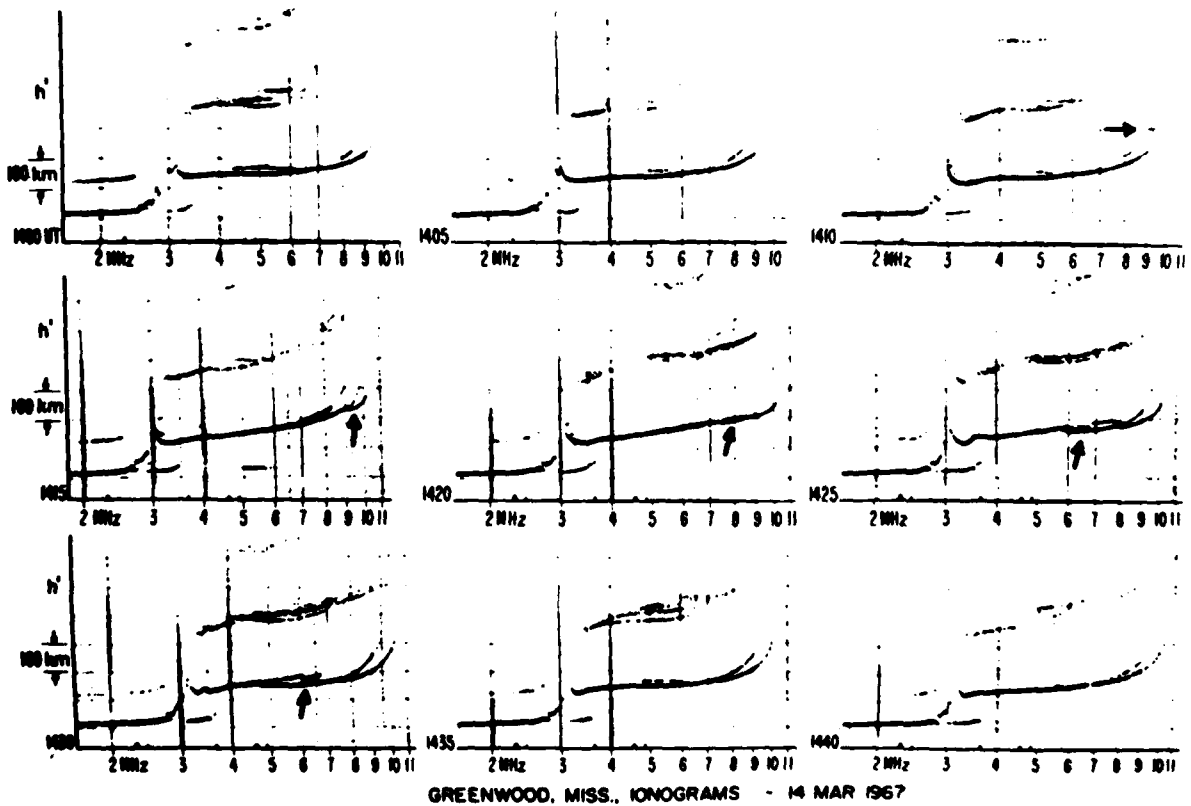 h'
100 km
1400 UT
2 MHz 3 4 5 6 7 8 9 10 11
1405
2 MHz 3 4 5 6 7 8 9 10
1410
2 MHz 3 4 5 6 7 8 9 10 11
h'
100 km
1415
2 MHz 3 4 5 6 7 8 9 10 11
1420
2 MHz 3 4 5 6 7 8 9 10 11
1425
2 MHz 3 4 5 6 7 8 9 10 11
h'
100 km
1430
2 MHz 3 4 5 6 7 8 9 10 11
1435
2 MHz 3 4 5 6 7 8 9 10 11
1440
2 MHz 3 4 5 6 7 8 9 10 11
GREENWOOD, MISS., IONOGRAMS - 14 MAR 1967